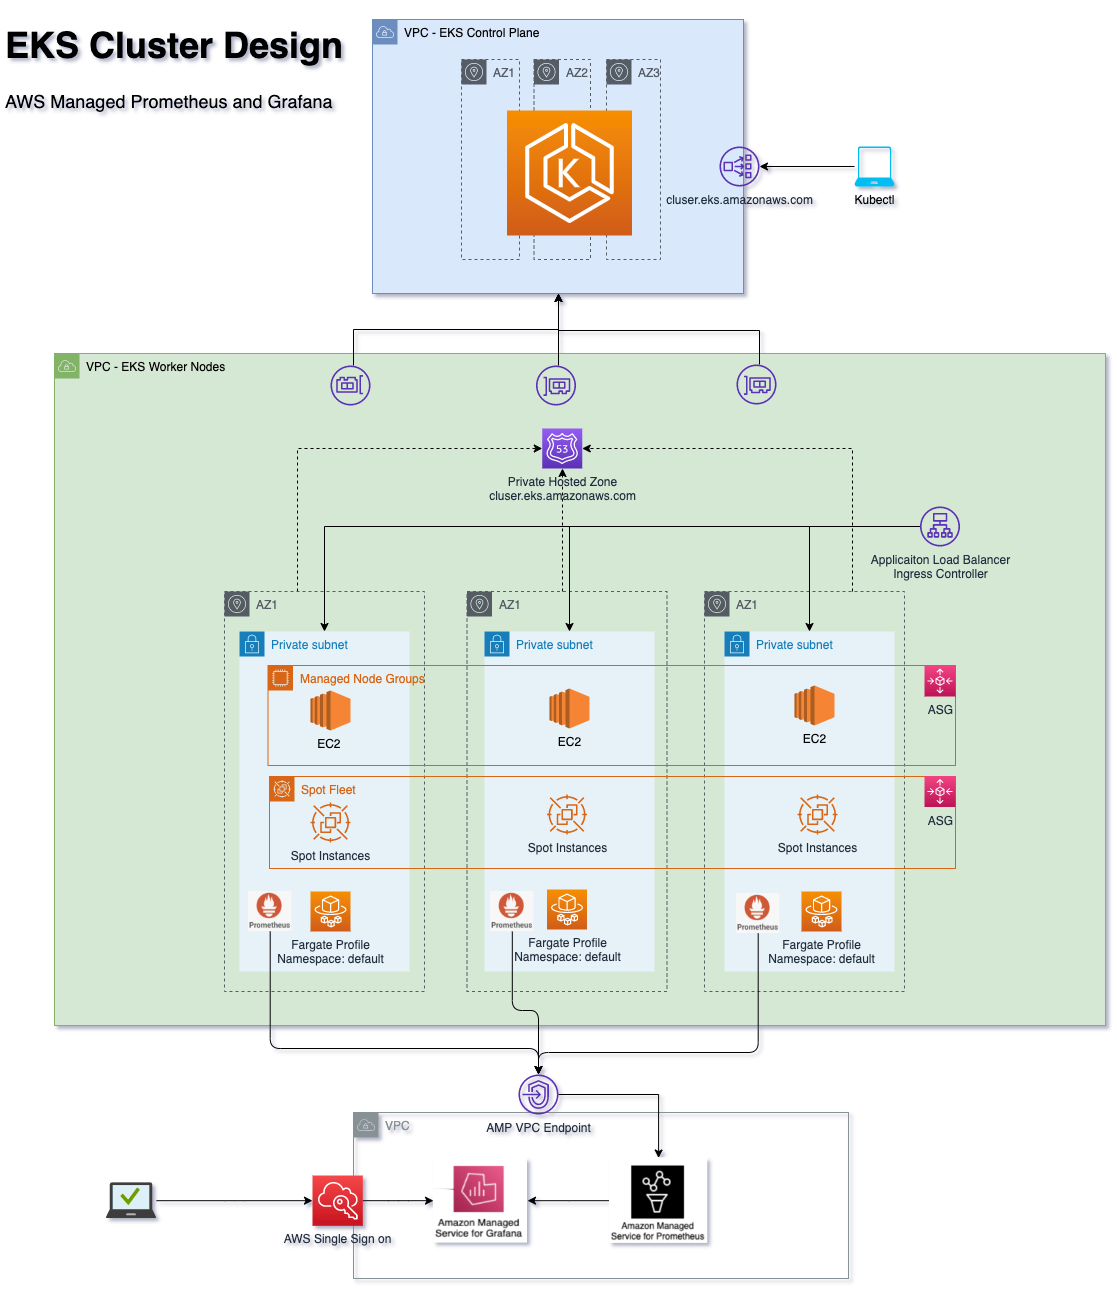 EKS Cluster Design
AWS Managed Prometheus and Grafana
VPC - EKS Control Plane
AZ1
AZ2
AZ3
K
cluser.eks.amazonaws.com
Kubectl
VPC - EKS Worker Nodes
53
Private Hosted Zone
cluser.eks.amazonaws.com
Applicaiton Load Balancer
Ingress Controller
AZ1
AZ1
AZ1
Private subnet
Private subnet
Private subnet
Managed Node Groups
EC2
EC2
EC2
ASG
Spot Fleet
Spot Instances
Spot Instances
Spot Instances
ASG
Prometheus
Fargate Profile
Namespace: default
Prometheus
Fargate Profile
Namespace: default
Prometheus
Fargate Profile
Namespace: default
AMP VPC Endpoint
VPC
AWS Single Sign on
Amazon Managed
Service for Grafana
Amazon Managed
Service for Prometheus